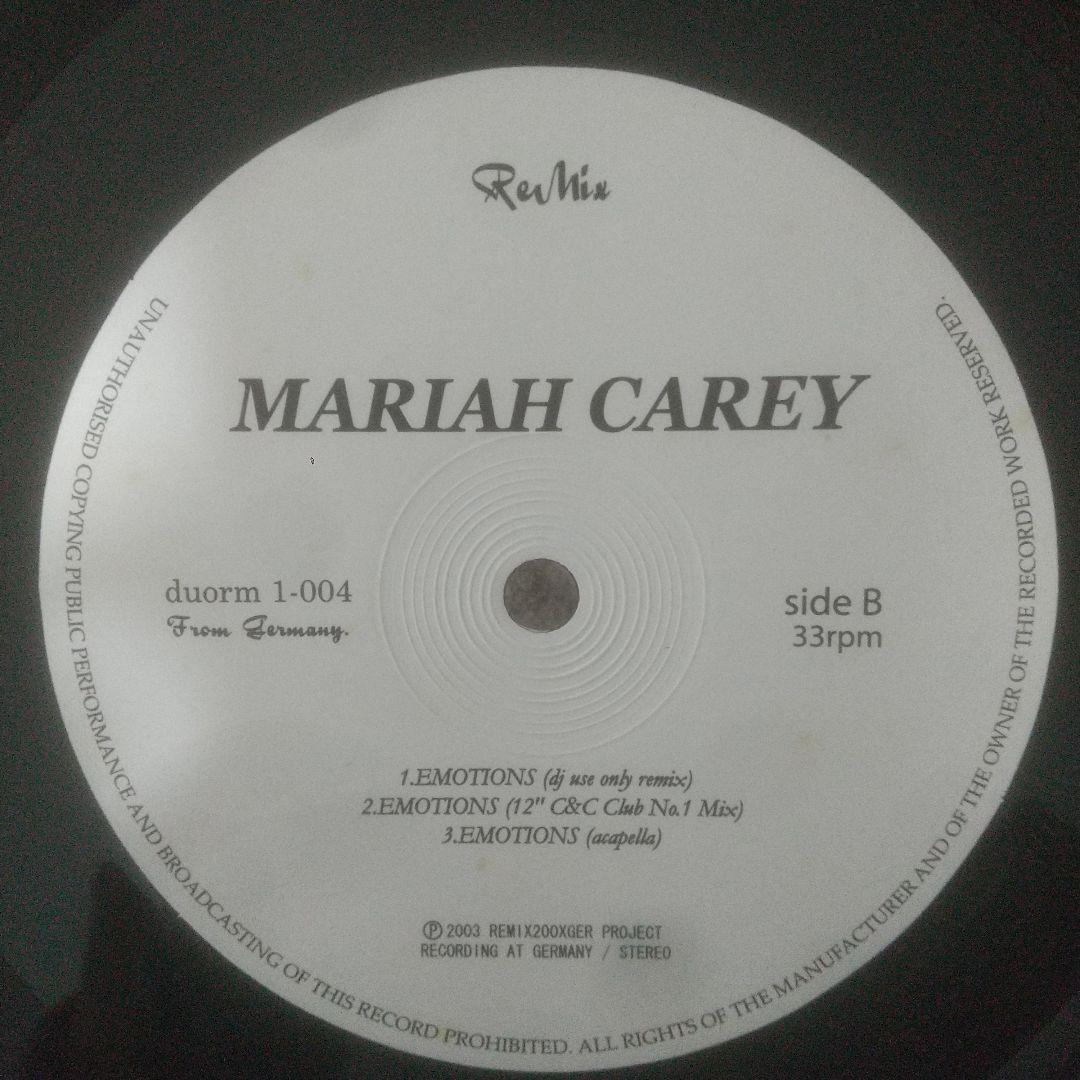 ReMix
MARIAH CAREY
duorm 1-004
From Germany.
side B
33rpm
1.EMOTIONS (dj use only remix)
2.EMOTIONS (12" C&C Club No.1 Mix)
3.EMOTIONS (acapella)
Ⓟ2003 REMIX200XGER PROJECT
RECORDING AT GERMANY / STEREO
UNAUTHORISED COPYING PUBLIC PERFORMANCE AND BROADCASTING OF THIS RECORD PROHIBITED. ALL RIGHTS OF THE MANUFACTURER AND OF THE OWNER OF THE RECORDED WORK RESERVED.